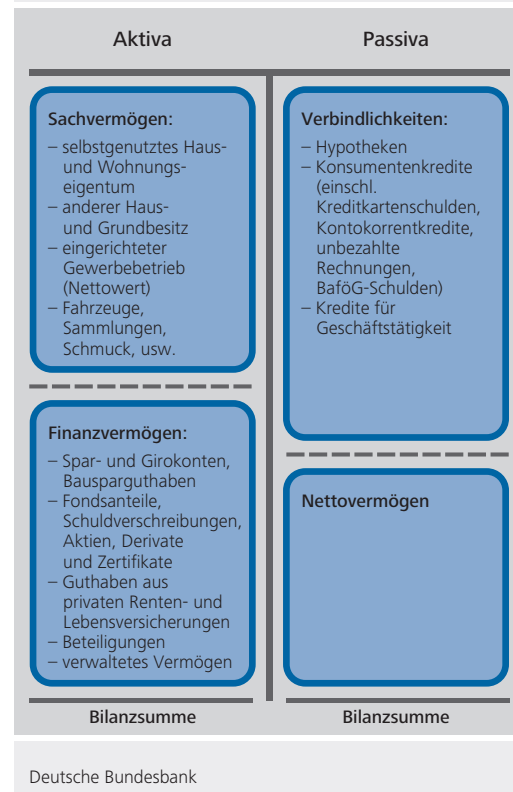 Aktiva
Passiva
Sachvermögen:
– selbstgenutztes Haus-
und Wohnungs-
eigentum
– anderer Haus-
und Grundbesitz
– eingerichteter
Gewerbebetrieb
(Nettowert)
– Fahrzeuge,
Sammlungen,
Schmuck, usw.
Finanzvermögen:
– Spar- und Girokonten,
Bausparguthaben
– Fondsanteile,
Schuldverschreibungen,
Aktien, Derivate
und Zertifikate
– Guthaben aus
privaten Renten- und
Lebensversicherungen
– Beteiligungen
– verwaltetes Vermögen
Bilanzsumme
Verbindlichkeiten:
– Hypotheken
– Konsumentenkredite
(einschl.
Kreditkartenschulden,
Kontokorrentkredite,
unbezahlte
Rechnungen,
BaföG-Schulden)
– Kredite für
Geschäftstätigkeit
Nettovermögen
Bilanzsumme
Deutsche Bundesbank